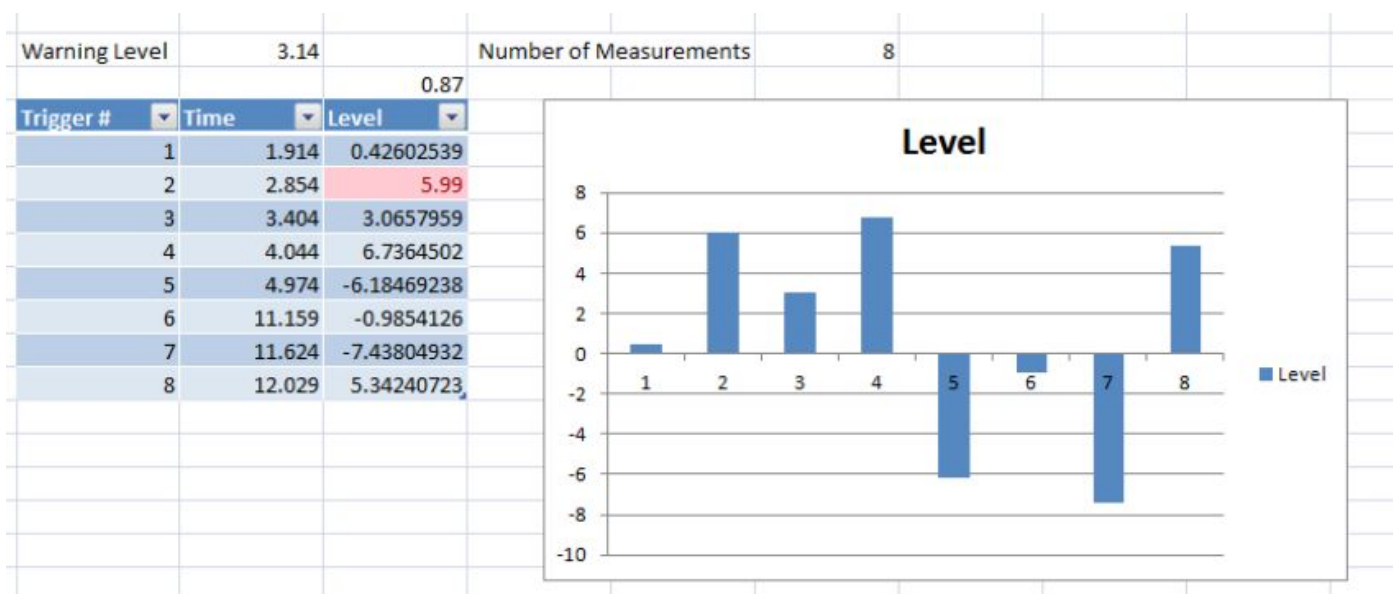 Warning Level 3.14 Number of Measurements 8
0.87
Trigger # Time Level
1 1.914 0.42602539
2 2.854 5.99
3 3.404 3.0657959
4 4.044 6.7364502
5 4.974 -6.18469238
6 11.159 -0.9854126
7 11.624 -7.43804932
8 12.029 5.34240723
Level
8
6
4
2
0
-2
-4
-6
-8
-10
1 2 3 4 5 6 7 8
Level